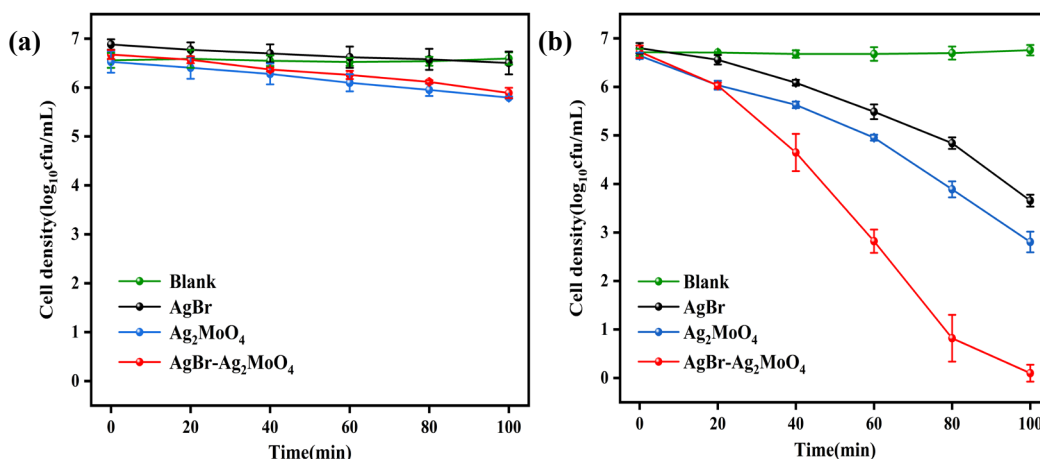 (a)
Cell density(log₁₀cfu/mL)
7
6
5
4
3
2
1
0
Blank
AgBr
Ag₂MoO₄
AgBr-Ag₂MoO₄
0 20 40 60 80 100
Time(min)
(b)
Cell density(log₁₀cfu/mL)
7
6
5
4
3
2
1
0
Blank
AgBr
Ag₂MoO₄
AgBr-Ag₂MoO₄
0 20 40 60 80 100
Time(min)